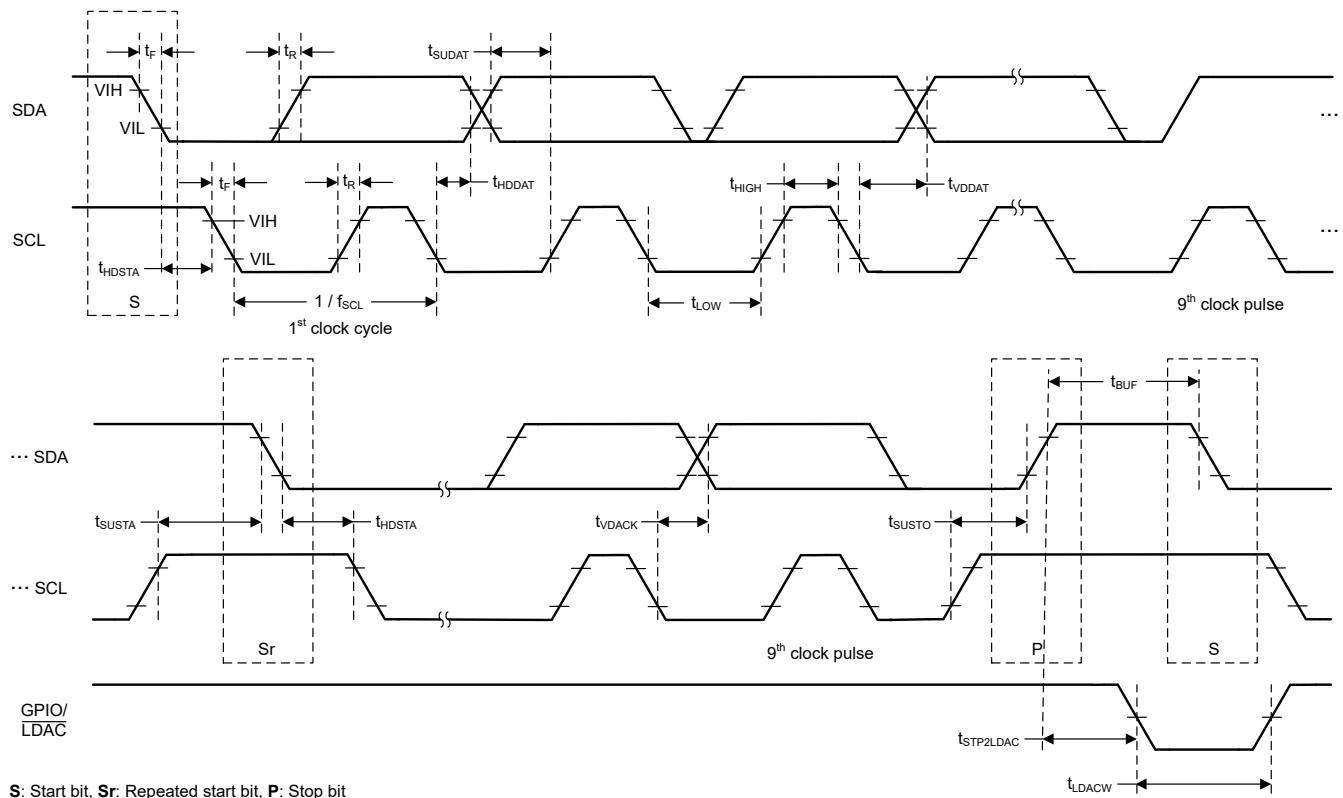 tF
tR
tSUDAT
VIH
SDA
VIL
...
tF
tR
tHDDAT
tHIGH
tVDDAT
VIH
SCL
...
tHDSTA
VIL
S
1 / fSCL
tLOW
9th clock pulse
1st clock cycle
tBUF
... SDA
tSUSTA
tHDSTA
tVDACK
tSUSTO
... SCL
Sr
9th clock pulse
P
S
GPIO/
LDAC
tSTP2LDAC
tLDACW
S: Start bit, Sr: Repeated start bit, P: Stop bit